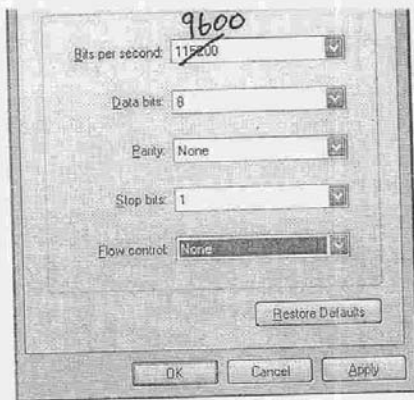 9600
Bits per second: 115200
Data bits: 8
Parity: None
Stop bits: 1
Flow control: None
Restore Defaults
OK Cancel Apply